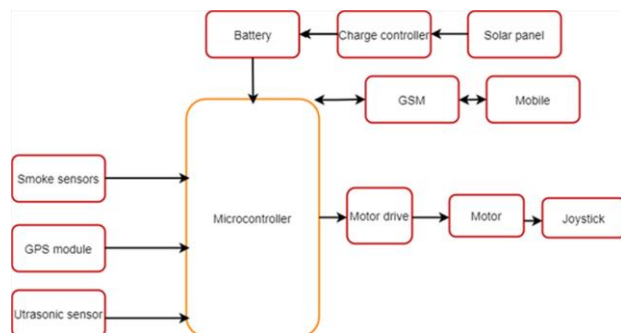 Battery
Charge controller
Solar panel
GSM
Mobile
Smoke sensors
Microcontroller
Motor drive
Motor
Joystick
GPS module
Utrasonic sensor